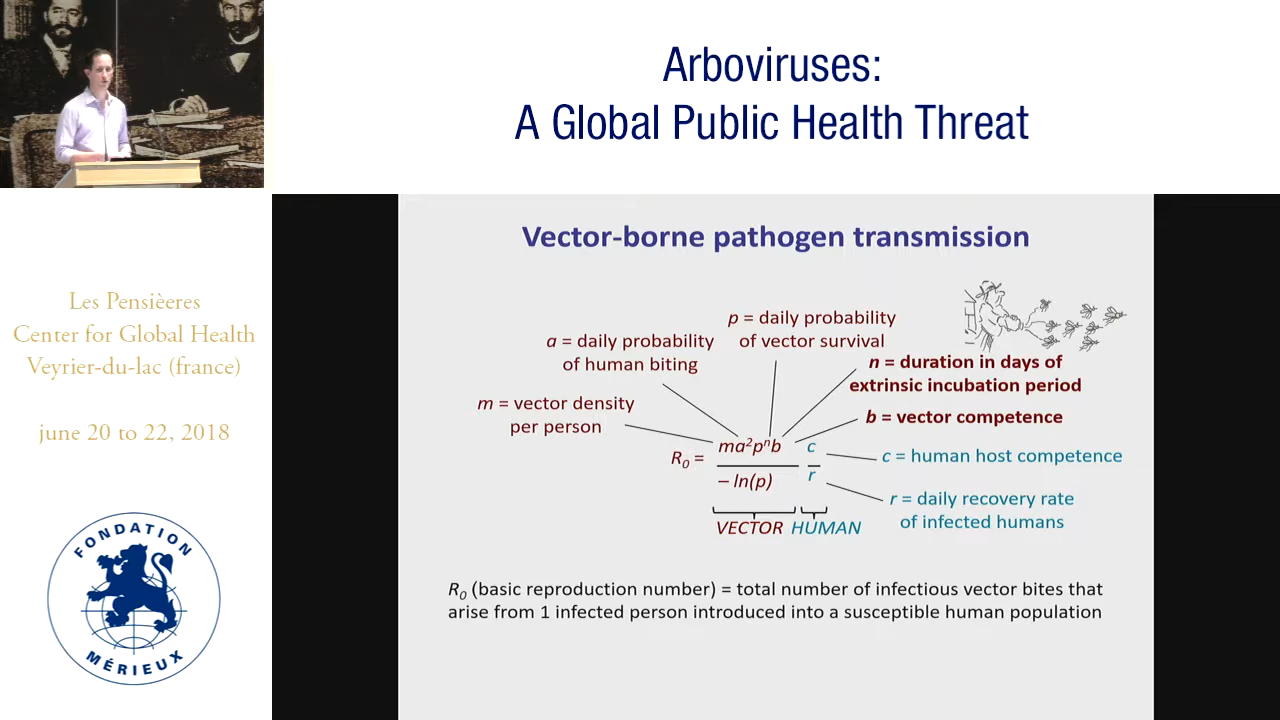 Arboviruses:
A Global Public Health Threat
Les Pensièeres
Center for Global Health
Veyrier-du-lac (france)
june 20 to 22, 2018
FONDATION
MÉRIEUX
Vector-borne pathogen transmission
p = daily probability
of vector survival
a = daily probability
of human biting
n = duration in days of
extrinsic incubation period
m = vector density
per person
b = vector competence
R₀ = ma²pⁿb c
– ln(p) r
c = human host competence
r = daily recovery rate
of infected humans
VECTOR HUMAN
R₀ (basic reproduction number) = total number of infectious vector bites that
arise from 1 infected person introduced into a susceptible human population